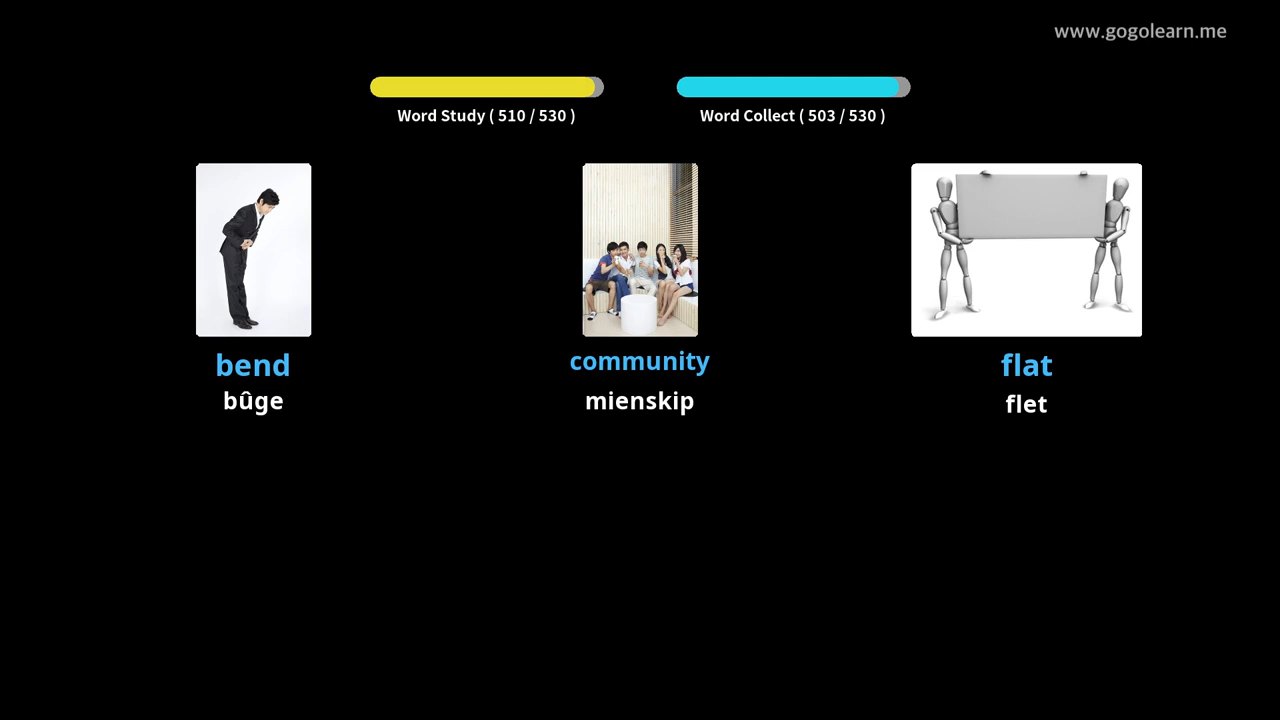 www.gogolearn.me
Word Study ( 510 / 530 )
Word Collect ( 503 / 530 )
bend
bûge
community
mienskip
flat
flet